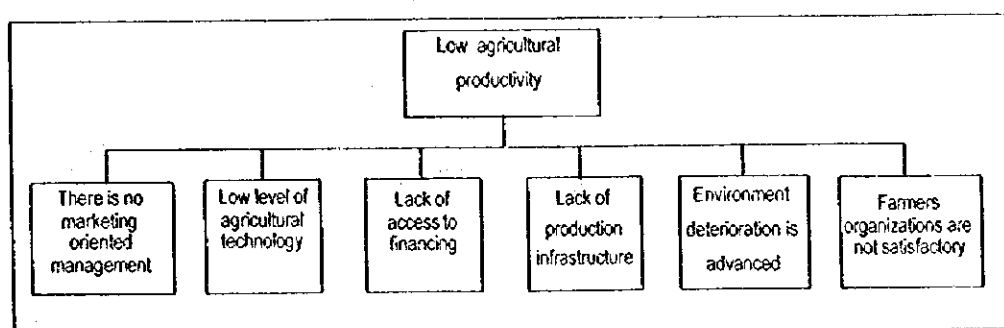 Low agricultural
productivity
There is no
marketing
oriented
management
Low level of
agricultural
technology
Lack of
access to
financing
Lack of
production
infrastructure
Environment
deterioration is
advanced
Farmers
organizations are
not satisfactory